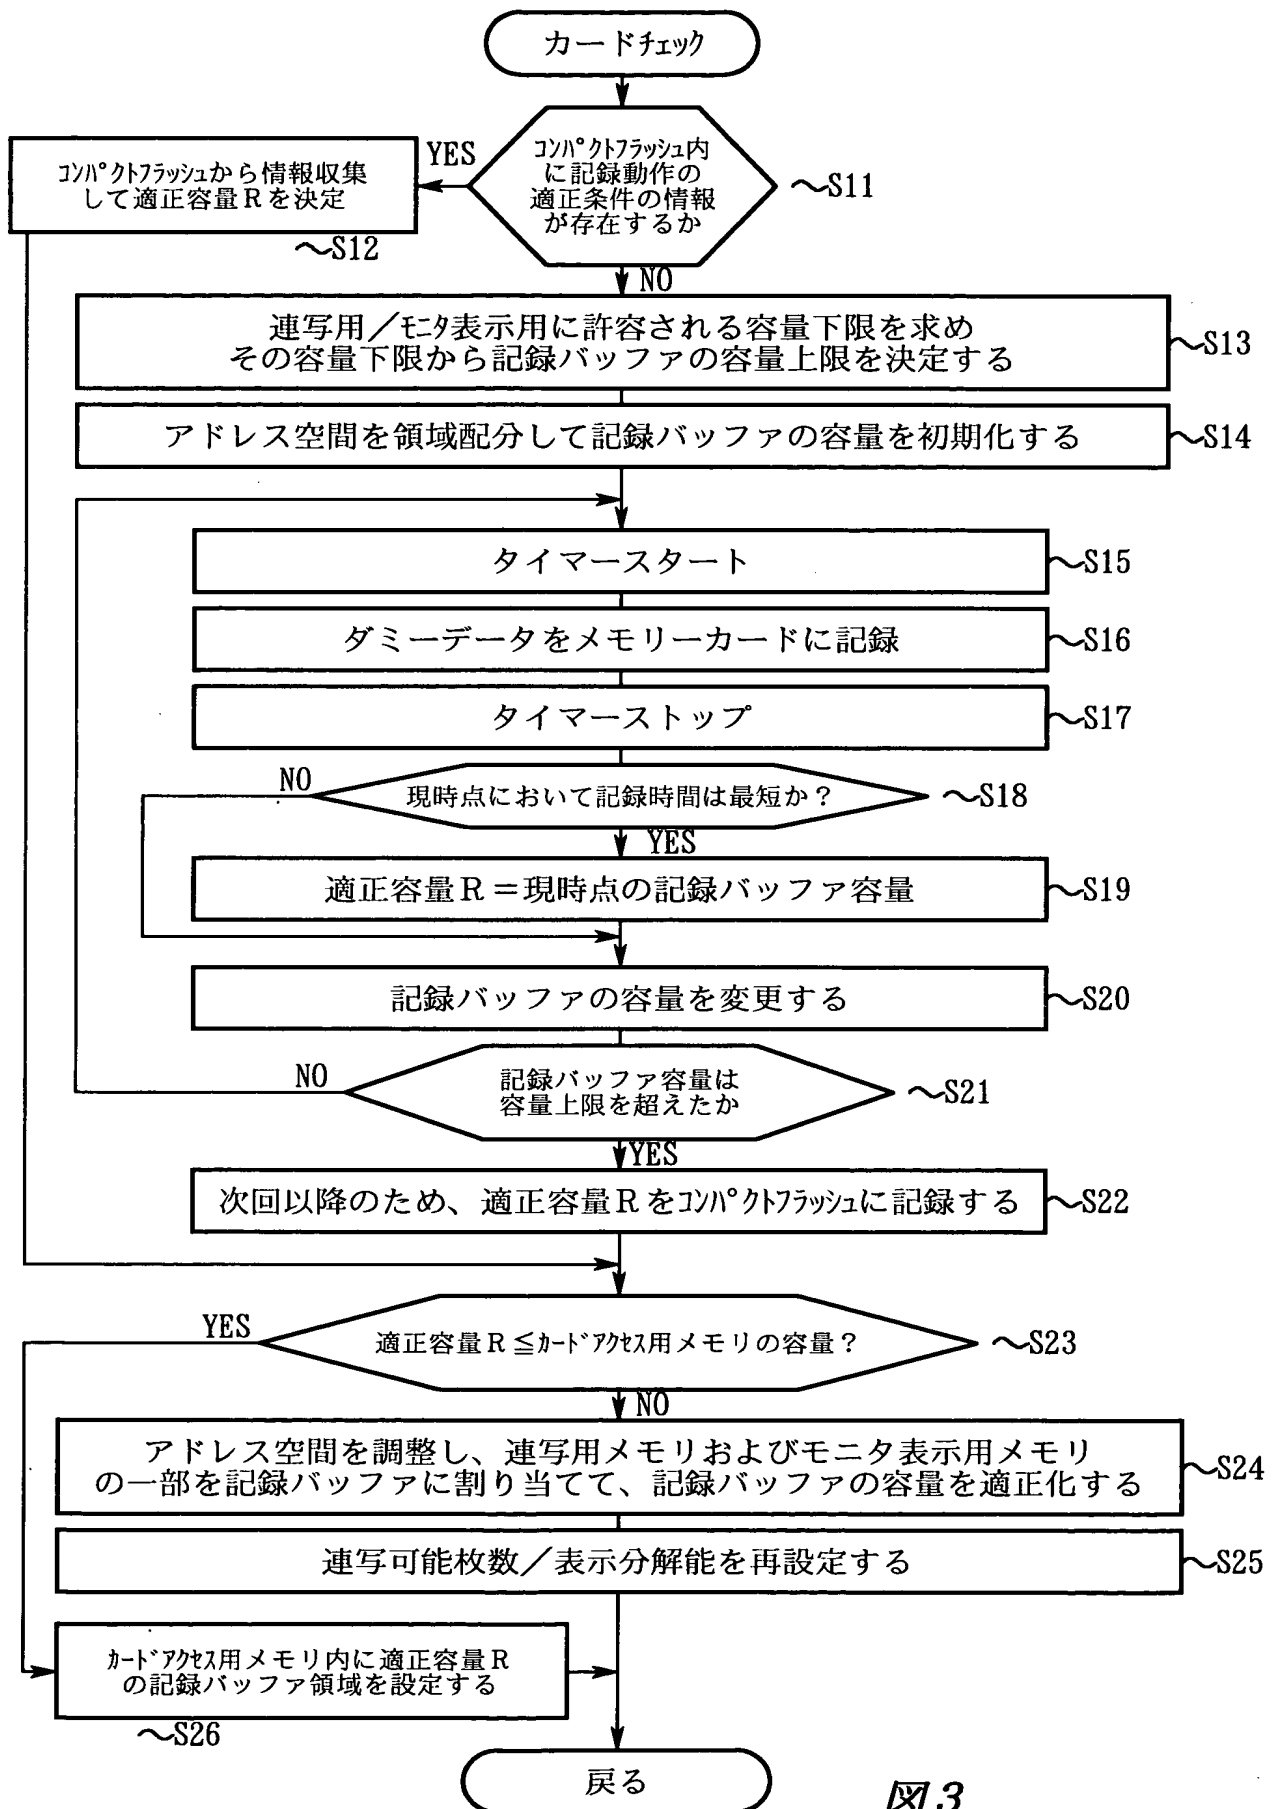 カードチェック
コンパクトフラッシュ内
に記録動作の
適正条件の情報
が存在するか
~S11
YES
コンパクトフラッシュから情報収集
して適正容量Rを決定
~S12
NO
連写用/モニタ表示用に許容される容量下限を求め
その容量下限から記録バッファの容量上限を決定する
~S13
アドレス空間を領域配分して記録バッファの容量を初期化する
~S14
タイマースタート
~S15
ダミーデータをメモリーカードに記録
~S16
タイマーストップ
~S17
NO
現時点において記録時間は最短か?
~S18
YES
適正容量R=現時点の記録バッファ容量
~S19
記録バッファの容量を変更する
~S20
NO
記録バッファ容量は
容量上限を超えたか
~S21
YES
次回以降のため、適正容量Rをコンパクトフラッシュに記録する
~S22
YES
適正容量R≦カードアクセス用メモリの容量?
~S23
NO
アドレス空間を調整し、連写用メモリおよびモニタ表示用メモリ
の一部を記録バッファに割り当てて、記録バッファの容量を適正化する
~S24
連写可能枚数/表示分解能を再設定する
~S25
カードアクセス用メモリ内に適正容量R
の記録バッファ領域を設定する
~S26
戻る
図3